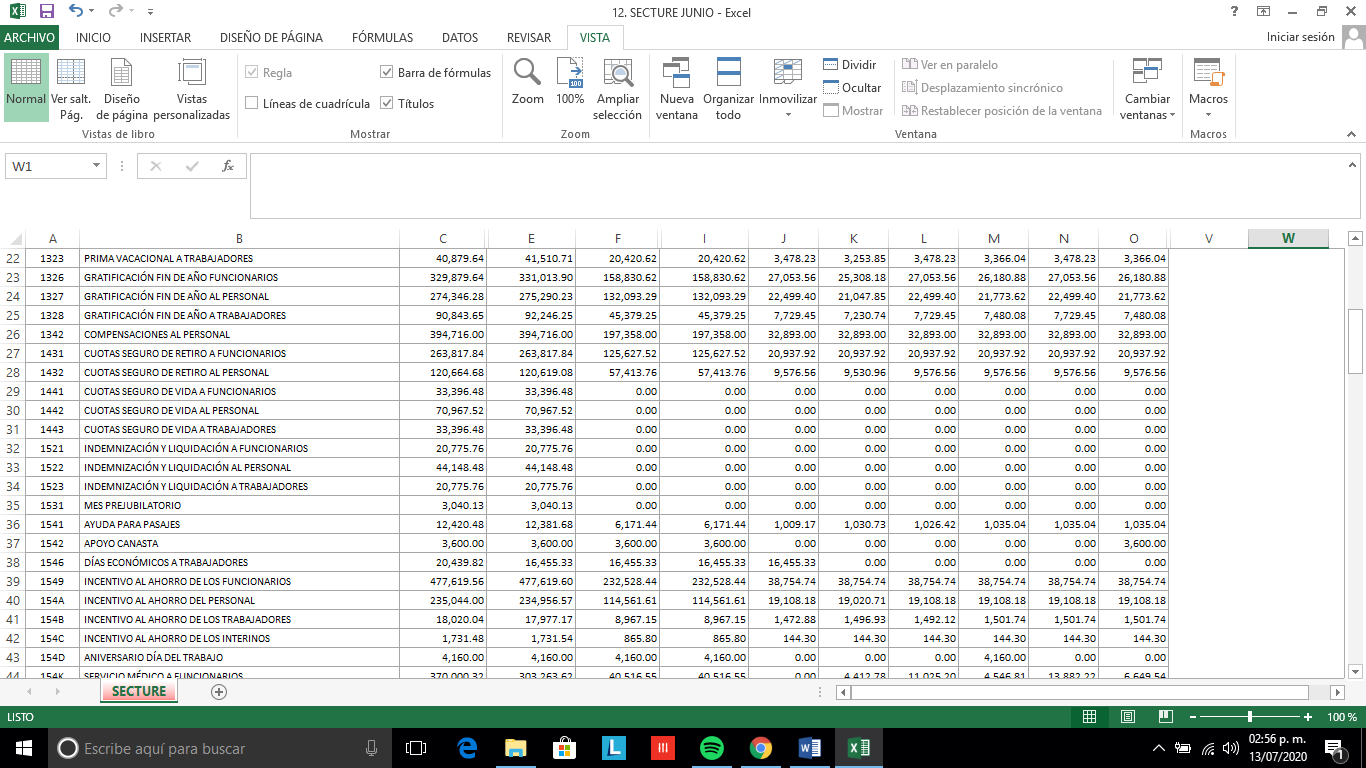 12. SECTURE JUNIO - Excel
ARCHIVO INICIO INSERTAR DISEÑO DE PÁGINA FÓRMULAS DATOS REVISAR VISTA Iniciar sesión
Normal Ver salt. Pág. Diseño de página Vistas personalizadas
Vistas de libro
Regla Barra de fórmulas
Líneas de cuadrícula Títulos
Mostrar
Zoom 100% Ampliar selección
Zoom
Nueva ventana Organizar todo Inmovilizar
Dividir Ver en paralelo
Ocultar Desplazamiento sincrónico
Mostrar Restablecer posición de la ventana
Cambiar ventanas
Ventana
Macros
Macros
W1 fx
A B C E F I J K L M N O V W
22 1323 PRIMA VACACIONAL A TRABAJADORES 40,879.64 41,510.71 20,420.62 20,420.62 3,478.23 3,253.85 3,478.23 3,366.04 3,478.23 3,366.04
23 1326 GRATIFICACIÓN FIN DE AÑO FUNCIONARIOS 329,879.64 331,013.90 158,830.62 158,830.62 27,053.56 25,308.18 27,053.56 26,180.88 27,053.56 26,180.88
24 1327 GRATIFICACIÓN FIN DE AÑO AL PERSONAL 274,346.28 275,290.23 132,093.29 132,093.29 22,499.40 21,047.85 22,499.40 21,773.62 22,499.40 21,773.62
25 1328 GRATIFICACIÓN FIN DE AÑO A TRABAJADORES 90,843.65 92,246.25 45,379.25 45,379.25 7,729.45 7,230.74 7,729.45 7,480.08 7,729.45 7,480.08
26 1342 COMPENSACIONES AL PERSONAL 394,716.00 394,716.00 197,358.00 197,358.00 32,893.00 32,893.00 32,893.00 32,893.00 32,893.00 32,893.00
27 1431 CUOTAS SEGURO DE RETIRO A FUNCIONARIOS 263,817.84 263,817.84 125,627.52 125,627.52 20,937.92 20,937.92 20,937.92 20,937.92 20,937.92 20,937.92
28 1432 CUOTAS SEGURO DE RETIRO AL PERSONAL 120,664.68 120,619.08 57,413.76 57,413.76 9,576.56 9,530.96 9,576.56 9,576.56 9,576.56 9,576.56
29 1441 CUOTAS SEGURO DE VIDA A FUNCIONARIOS 33,396.48 33,396.48 0.00 0.00 0.00 0.00 0.00 0.00 0.00 0.00
30 1442 CUOTAS SEGURO DE VIDA AL PERSONAL 70,967.52 70,967.52 0.00 0.00 0.00 0.00 0.00 0.00 0.00 0.00
31 1443 CUOTAS SEGURO DE VIDA A TRABAJADORES 33,396.48 33,396.48 0.00 0.00 0.00 0.00 0.00 0.00 0.00 0.00
32 1521 INDEMNIZACIÓN Y LIQUIDACIÓN A FUNCIONARIOS 20,775.76 20,775.76 0.00 0.00 0.00 0.00 0.00 0.00 0.00 0.00
33 1522 INDEMNIZACIÓN Y LIQUIDACIÓN AL PERSONAL 44,148.48 44,148.48 0.00 0.00 0.00 0.00 0.00 0.00 0.00 0.00
34 1523 INDEMNIZACIÓN Y LIQUIDACIÓN A TRABAJADORES 20,775.76 20,775.76 0.00 0.00 0.00 0.00 0.00 0.00 0.00 0.00
35 1531 MES PREJUBILATORIO 3,040.13 3,040.13 0.00 0.00 0.00 0.00 0.00 0.00 0.00 0.00
36 1541 AYUDA PARA PASAJES 12,420.48 12,381.68 6,171.44 6,171.44 1,009.17 1,030.73 1,026.42 1,035.04 1,035.04 1,035.04
37 1542 APOYO CANASTA 3,600.00 3,600.00 3,600.00 3,600.00 0.00 0.00 0.00 0.00 0.00 3,600.00
38 1546 DÍAS ECONÓMICOS A TRABAJADORES 20,439.82 16,455.33 16,455.33 16,455.33 16,455.33 0.00 0.00 0.00 0.00 0.00
39 1549 INCENTIVO AL AHORRO DE LOS FUNCIONARIOS 477,619.56 477,619.60 232,528.44 232,528.44 38,754.74 38,754.74 38,754.74 38,754.74 38,754.74 38,754.74
40 154A INCENTIVO AL AHORRO DEL PERSONAL 235,044.00 234,956.57 114,561.61 114,561.61 19,108.18 19,020.71 19,108.18 19,108.18 19,108.18 19,108.18
41 154B INCENTIVO AL AHORRO DE LOS TRABAJADORES 18,020.04 17,977.17 8,967.15 8,967.15 1,472.88 1,496.93 1,492.12 1,501.74 1,501.74 1,501.74
42 154C INCENTIVO AL AHORRO DE LOS INTERINOS 1,731.48 1,731.54 865.80 865.80 144.30 144.30 144.30 144.30 144.30 144.30
43 154D ANIVERSARIO DÍA DEL TRABAJO 4,160.00 4,160.00 4,160.00 4,160.00 0.00 0.00 0.00 4,160.00 0.00 0.00
44 154K SERVICIO MÉDICO A FUNCIONARIOS 370,000.32 303,263.62 40,516.55 40,516.55 0.00 4,412.78 11,025.20 4,546.81 13,882.22 6,649.54
SECTURE
LISTO 100 %
Escribe aquí para buscar
02:56 p. m.
13/07/2020
1